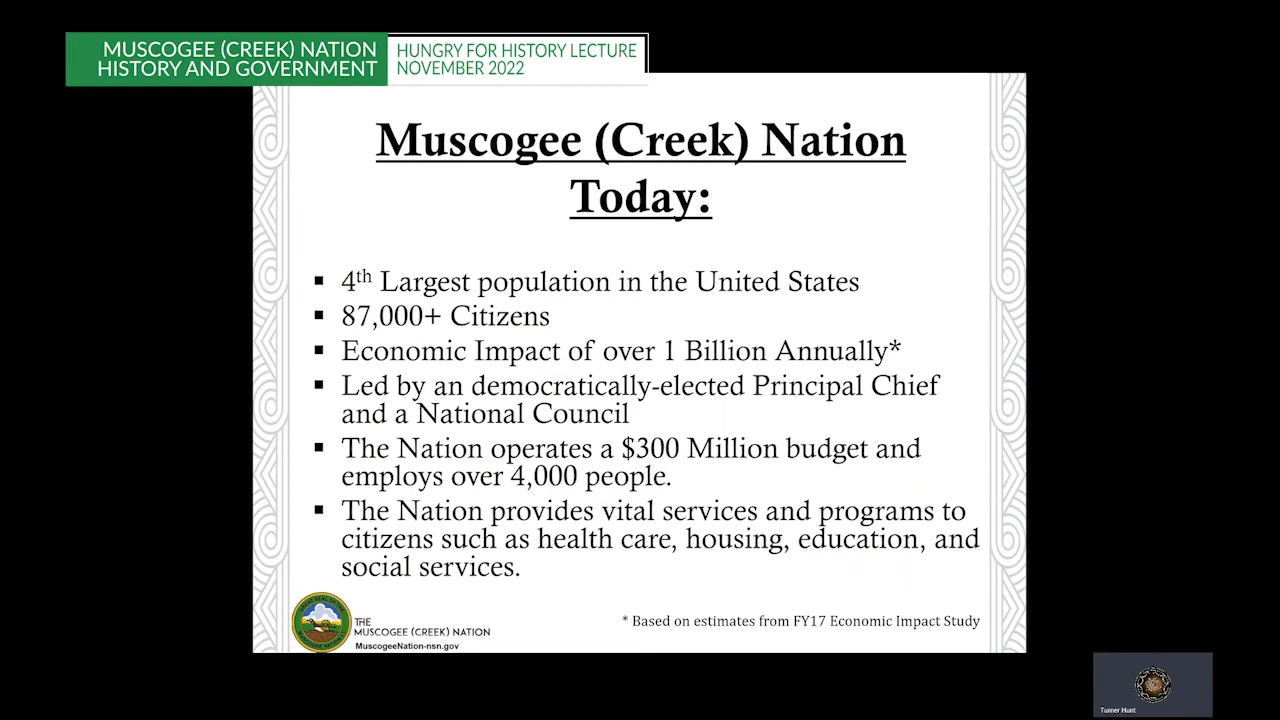 MUSCOGEE (CREEK) NATION
HISTORY AND GOVERNMENT
HUNGRY FOR HISTORY LECTURE
NOVEMBER 2022
Muscogee (Creek) Nation
Today:
▪ 4th Largest population in the United States
▪ 87,000+ Citizens
▪ Economic Impact of over 1 Billion Annually*
▪ Led by an democratically-elected Principal Chief
and a National Council
▪ The Nation operates a $300 Million budget and
employs over 4,000 people.
▪ The Nation provides vital services and programs to
citizens such as health care, housing, education, and
social services.
* Based on estimates from FY17 Economic Impact Study
THE
MUSCOGEE (CREEK) NATION
MuscogeeNation-nsn.gov
Turner Hunt